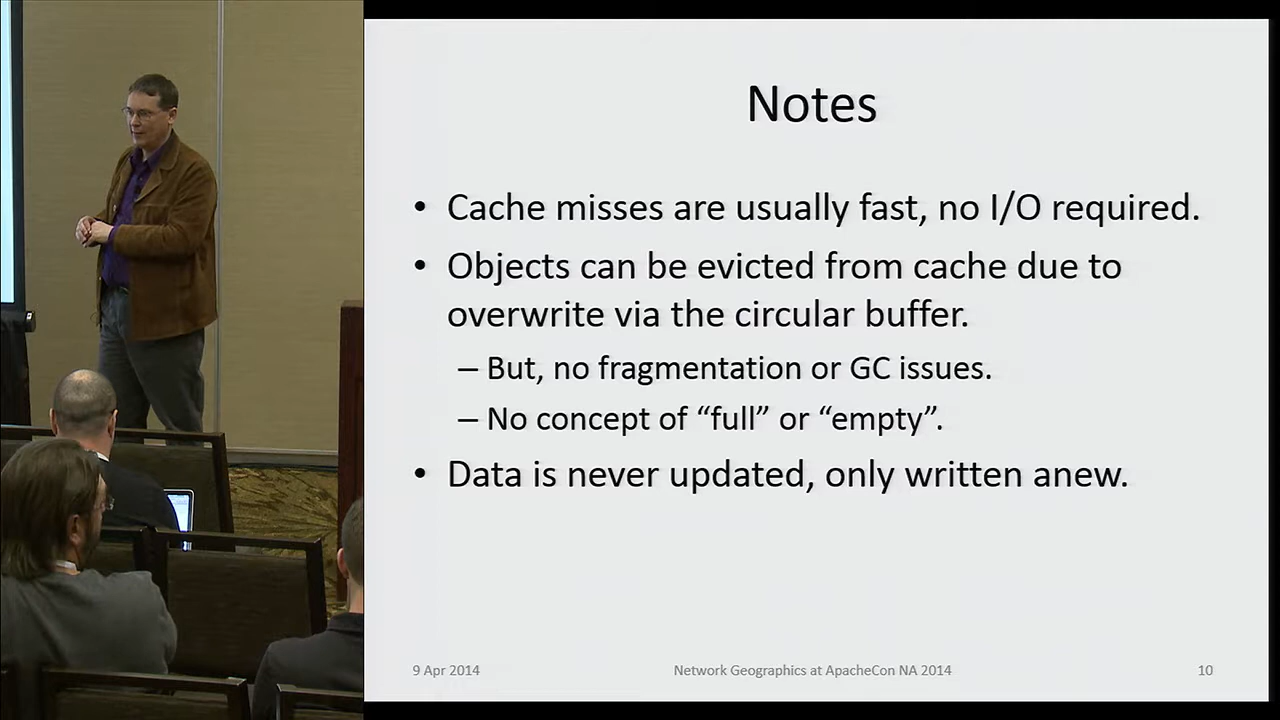 Notes
• Cache misses are usually fast, no I/O required.
• Objects can be evicted from cache due to
overwrite via the circular buffer.
– But, no fragmentation or GC issues.
– No concept of “full” or “empty”.
• Data is never updated, only written anew.
9 Apr 2014
Network Geographics at ApacheCon NA 2014
10